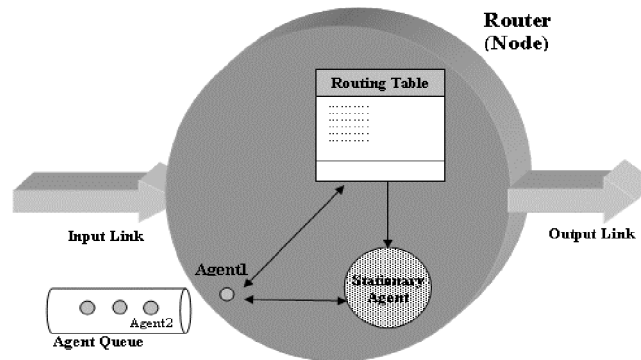 Router
(Node)
Routing Table
Input Link
Output Link
Agent1
Stationary
Agent
Agent2
Agent Queue